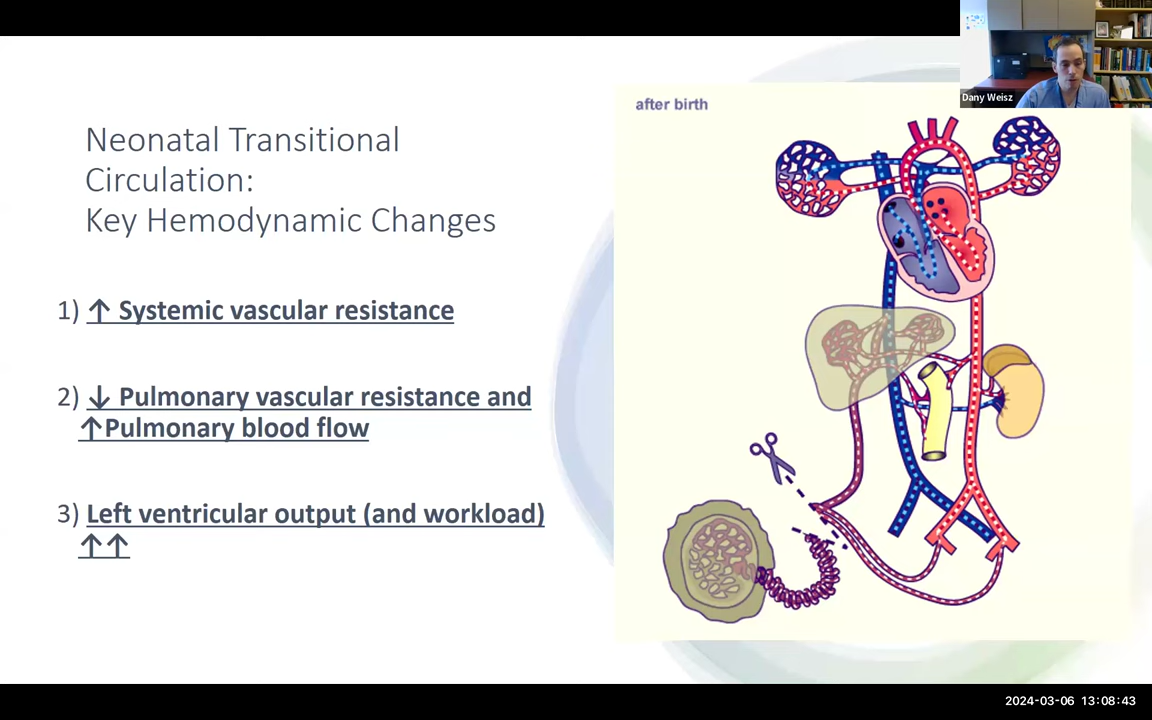 Dany Weisz
after birth
Neonatal Transitional
Circulation:
Key Hemodynamic Changes
1) ↑ Systemic vascular resistance
2) ↓ Pulmonary vascular resistance and
↑Pulmonary blood flow
3) Left ventricular output (and workload)
↑↑
2024-03-06 13:08:43